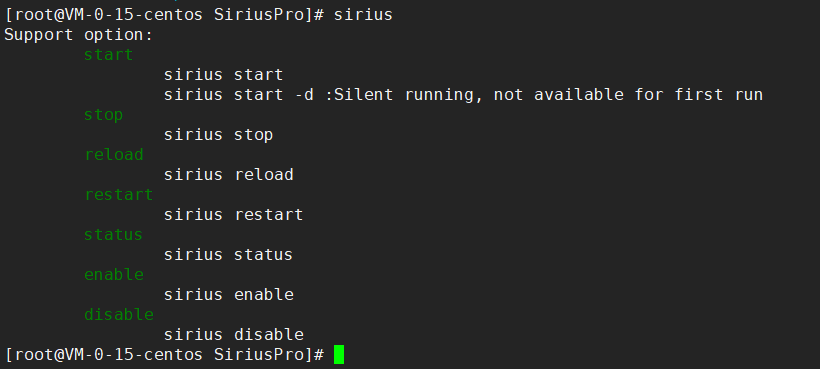 [root@VM-0-15-centos SiriusPro]# sirius
Support option:
start
sirius start
sirius start -d :Silent running, not available for first run
stop
sirius stop
reload
sirius reload
restart
sirius restart
status
sirius status
enable
sirius enable
disable
sirius disable
[root@VM-0-15-centos SiriusPro]#